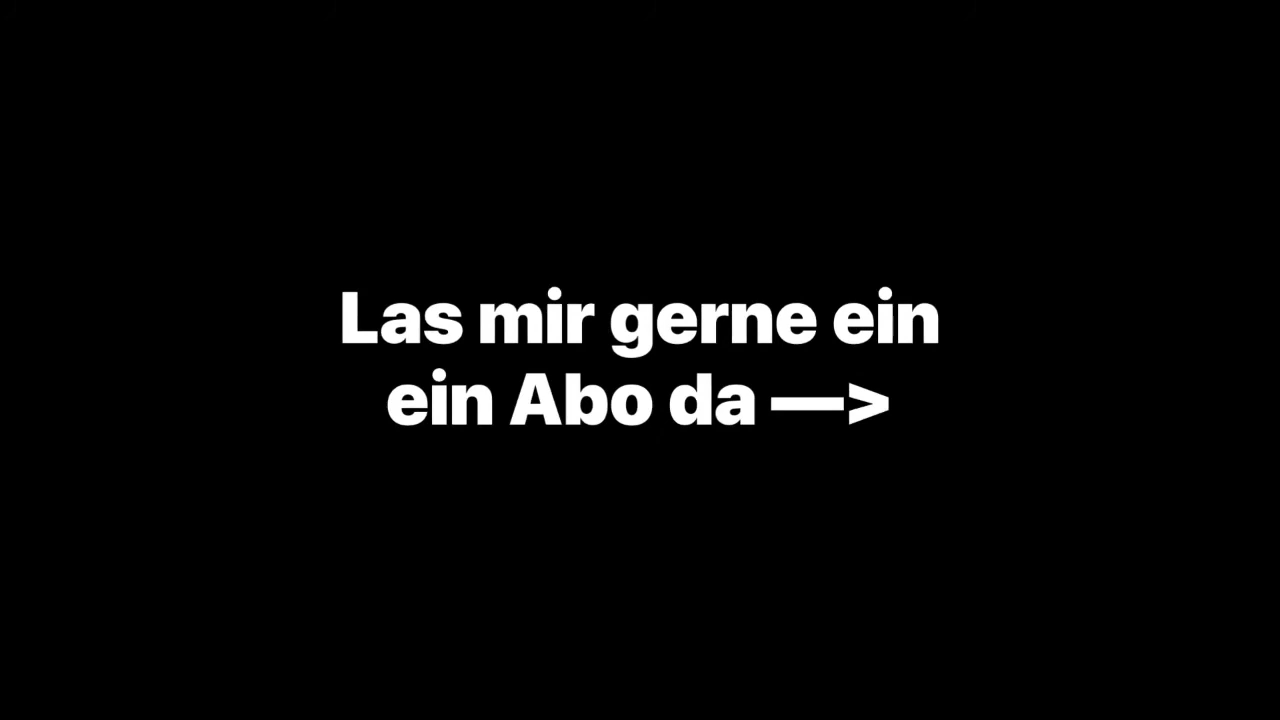 Las mir gerne ein
ein Abo da —>